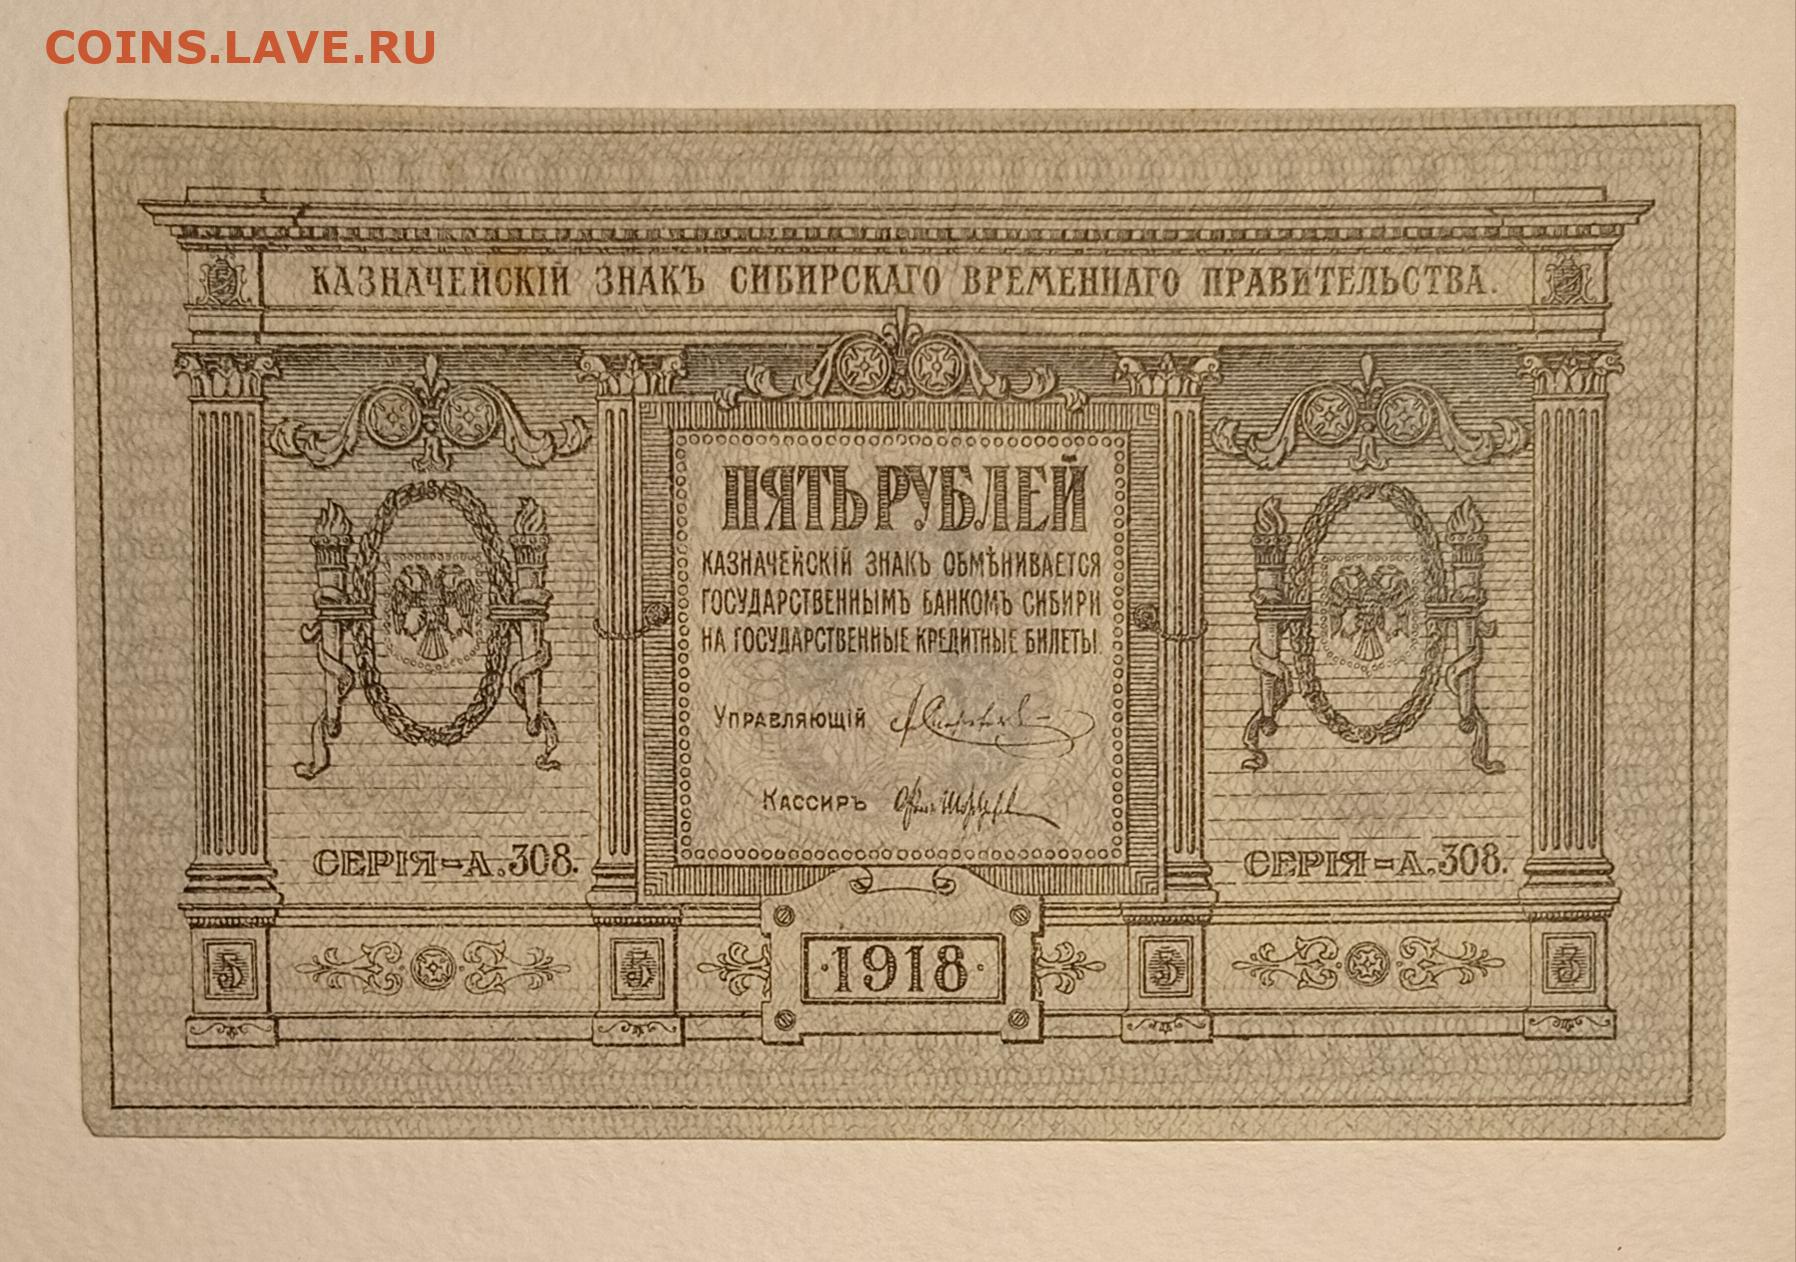 COINS.LAVE.RU
КАЗНАЧЕЙСКІЙ ЗНАКЪ СИБИРСКАГО ВРЕМЕННАГО ПРАВИТЕЛЬСТВА.
ПЯТЬ РУБЛЕЙ
КАЗНАЧЕЙСКІЙ ЗНАКЪ ОБМѢНИВАЕТСЯ
ГОСУДАРСТВЕННЫМЪ БАНКОМЪ СИБИРИ
НА ГОСУДАРСТВЕННЫЕ КРЕДИТНЫЕ БИЛЕТЫ.
УПРАВЛЯЮЩІЙ
КАССИРЪ
СЕРІЯ=А.308.
СЕРІЯ=А.308.
5 5 5 5
·1918·